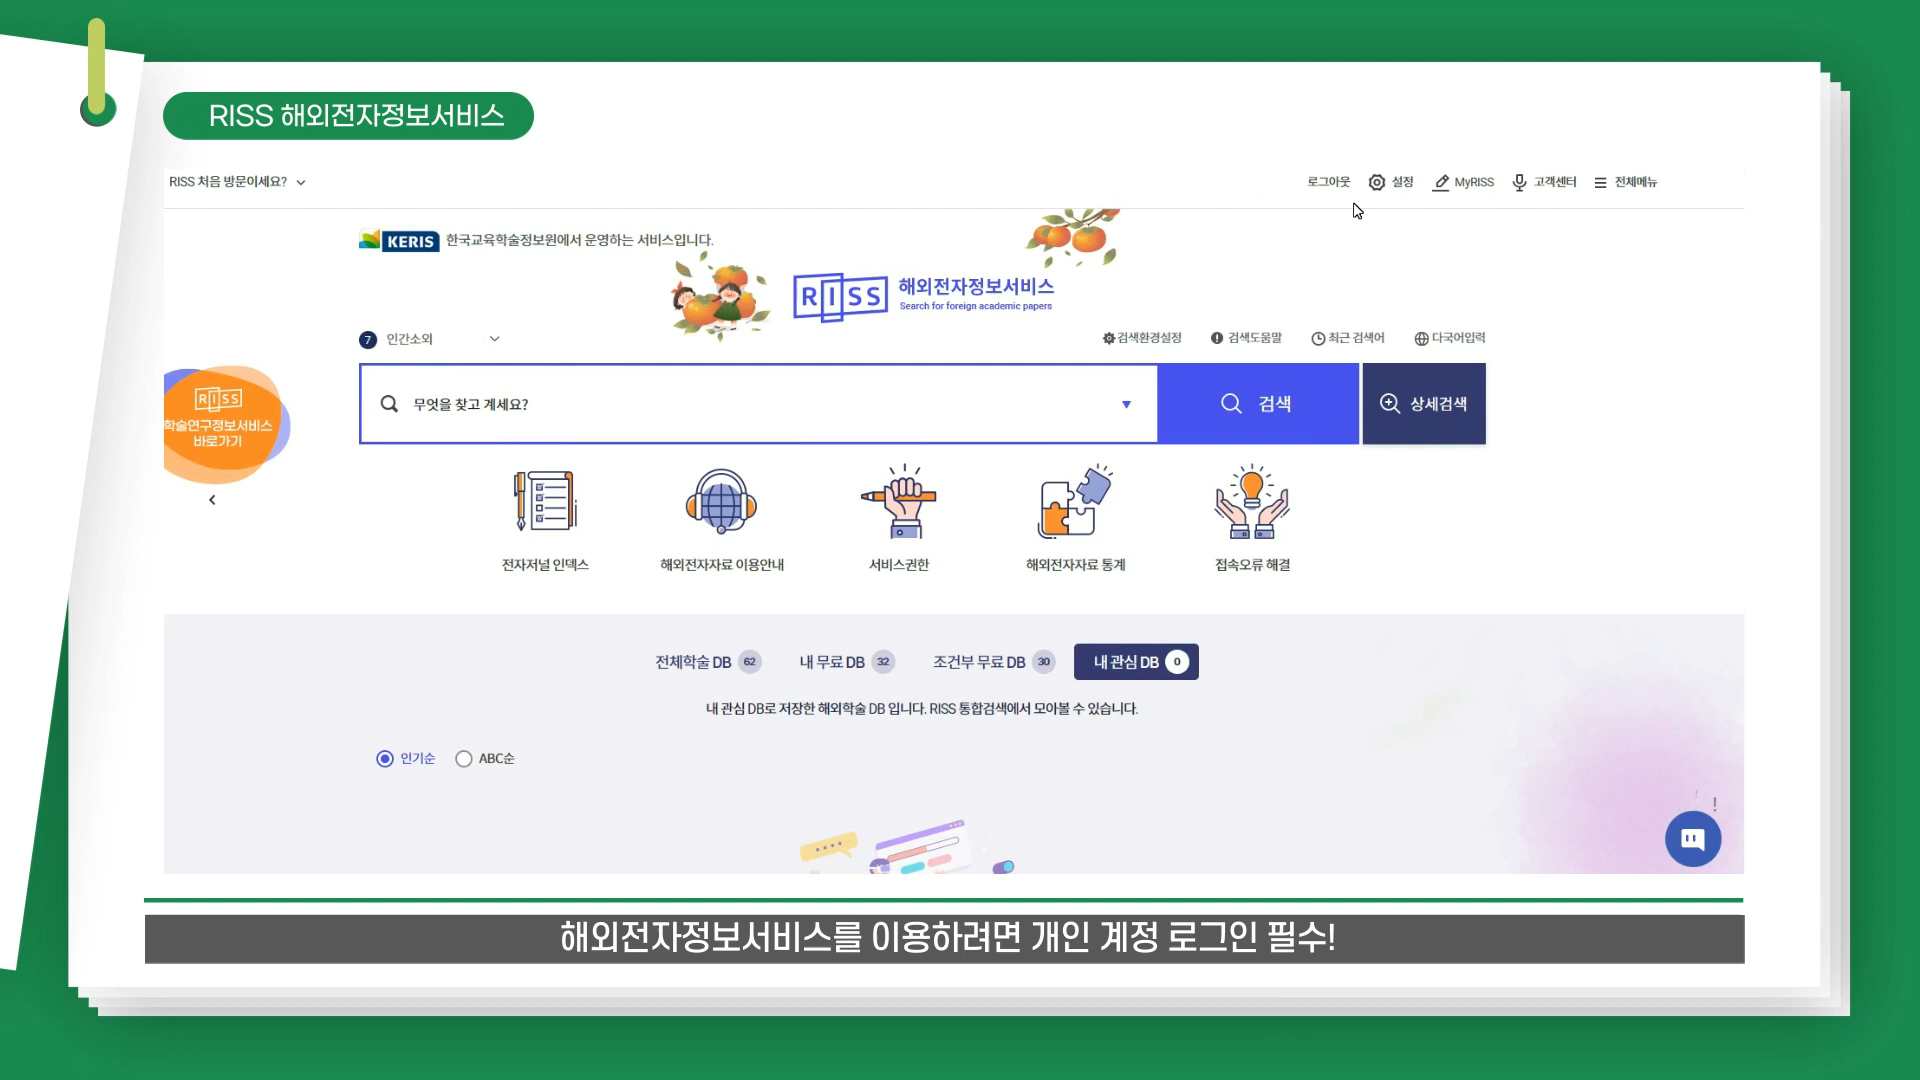 RISS 해외전자정보서비스
RISS 처음 방문이세요?
로그아웃 설정 MyRISS 고객센터 전체메뉴
KERIS 한국교육학술정보원에서 운영하는 서비스입니다.
RISS 해외전자정보서비스
Search for foreign academic papers
7 인간소외
검색환경설정 검색도움말 최근 검색어 다국어입력
무엇을 찾고 계세요?
검색 상세검색
RISS
학술연구정보서비스
바로가기
전자저널 인덱스 해외전자자료 이용안내 서비스권한 해외전자자료 통계 접속오류 해결
전체학술 DB 62 내 무료 DB 32 조건부 무료 DB 30 내 관심 DB 0
내 관심 DB로 저장한 해외학술 DB 입니다. RISS 통합검색에서 모아볼 수 있습니다.
인기순 ABC순
해외전자정보서비스를 이용하려면 개인 계정 로그인 필수!